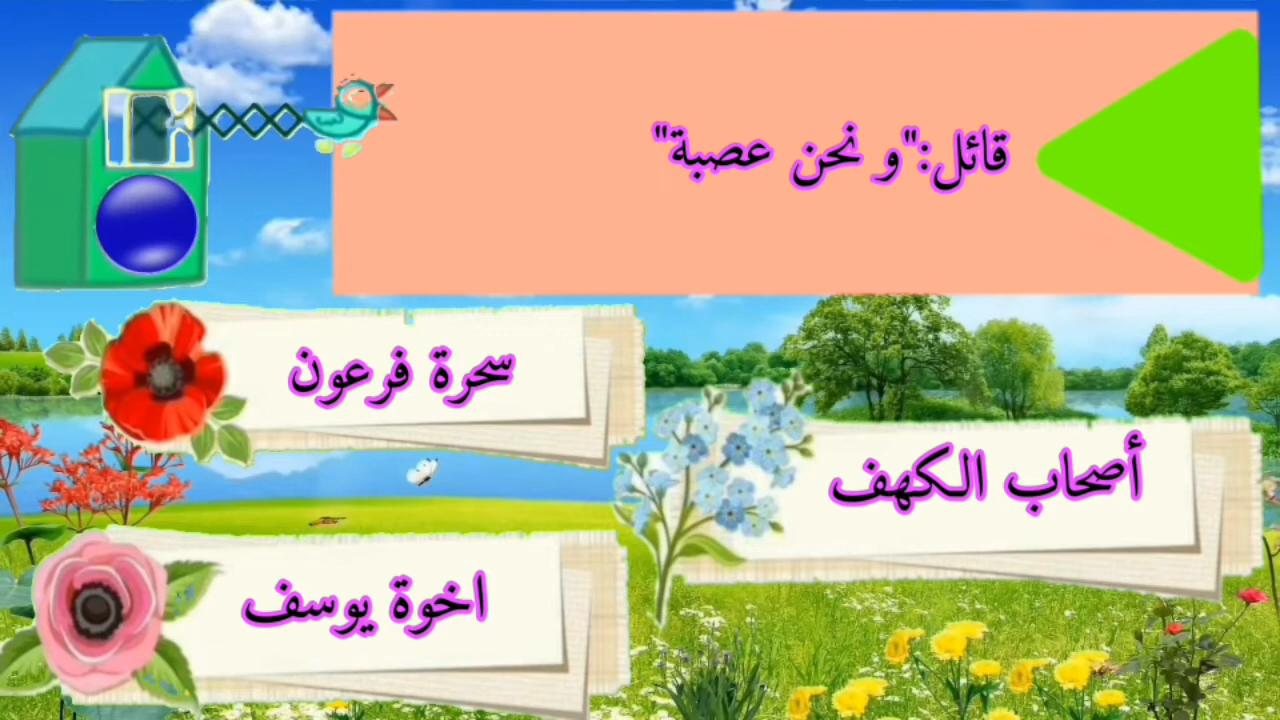 قائل:"و نحن عصبة"
سحرة فرعون
أصحاب الكهف
اخوة يوسف